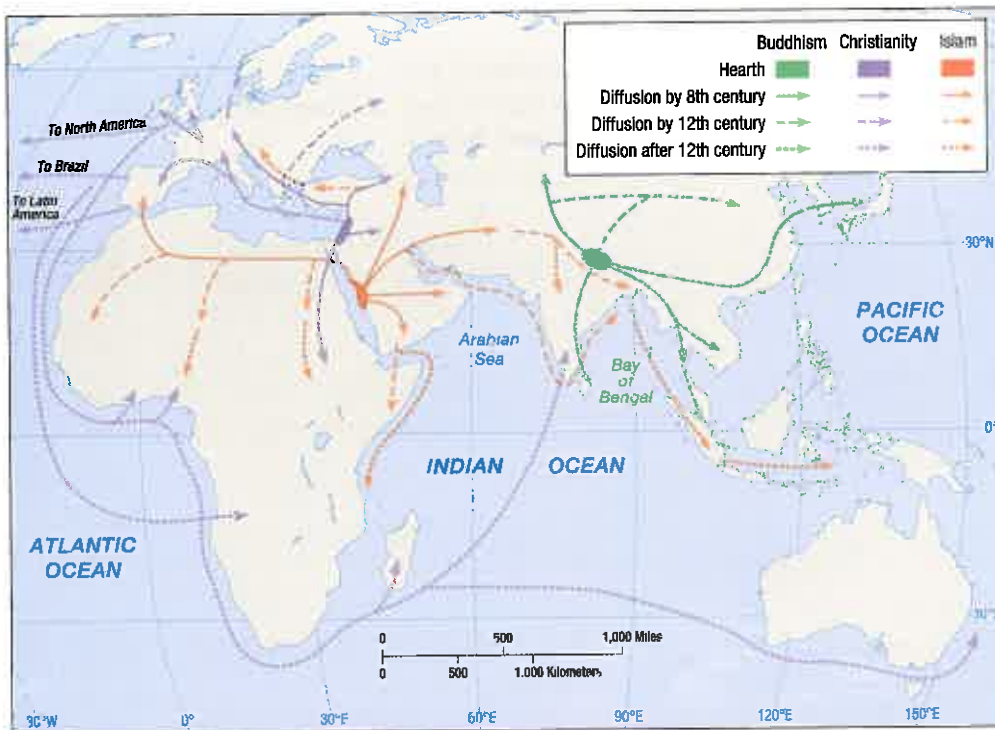 Buddhism Christianity Islam
Hearth
Diffusion by 8th century
Diffusion by 12th century
Diffusion after 12th century
To North America
To Brazil
To Latin
America
30°N
PACIFIC
OCEAN
Arabian
Sea
Bay
of
Bengal
0°
INDIAN OCEAN
ATLANTIC
OCEAN
0 500 1,000 Miles
0 500 1.000 Kilometers
30°W 0° 30°E 60°E 90°E 120°E 150°E